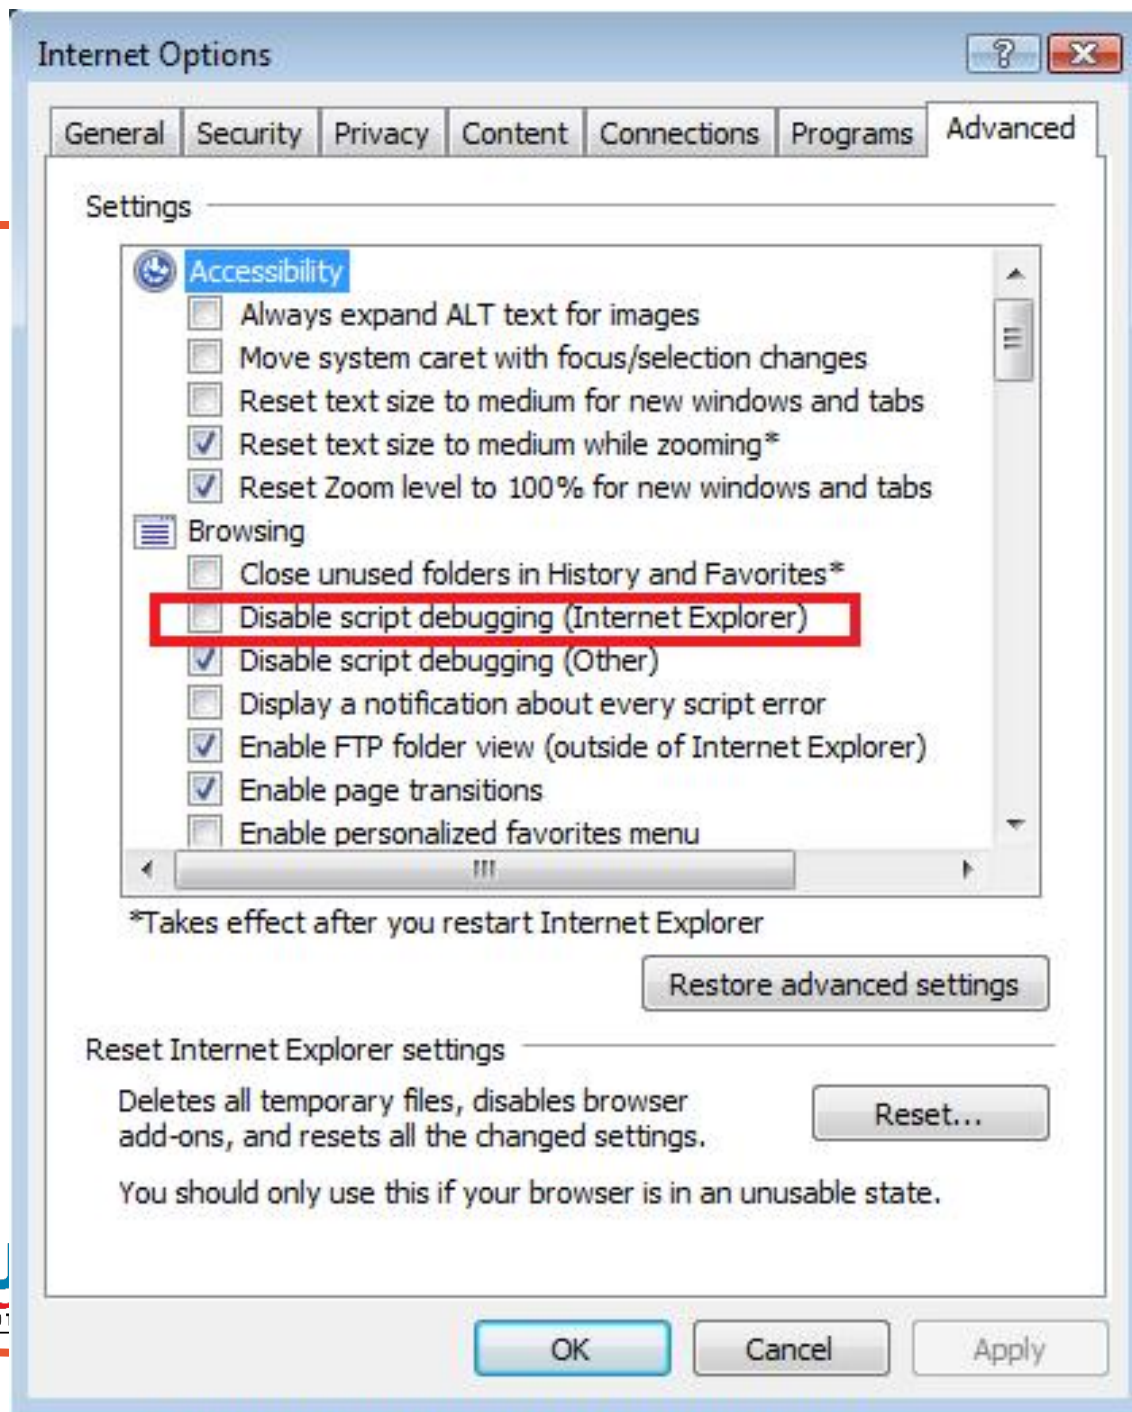 Internet Options
General Security Privacy Content Connections Programs Advanced
Settings
Accessibility
Always expand ALT text for images
Move system caret with focus/selection changes
Reset text size to medium for new windows and tabs
Reset text size to medium while zooming*
Reset Zoom level to 100% for new windows and tabs
Browsing
Close unused folders in History and Favorites*
Disable script debugging (Internet Explorer)
Disable script debugging (Other)
Display a notification about every script error
Enable FTP folder view (outside of Internet Explorer)
Enable page transitions
Enable personalized favorites menu
*Takes effect after you restart Internet Explorer
Restore advanced settings
Reset Internet Explorer settings
Deletes all temporary files, disables browser
add-ons, and resets all the changed settings.
Reset...
You should only use this if your browser is in an unusable state.
OK Cancel Apply